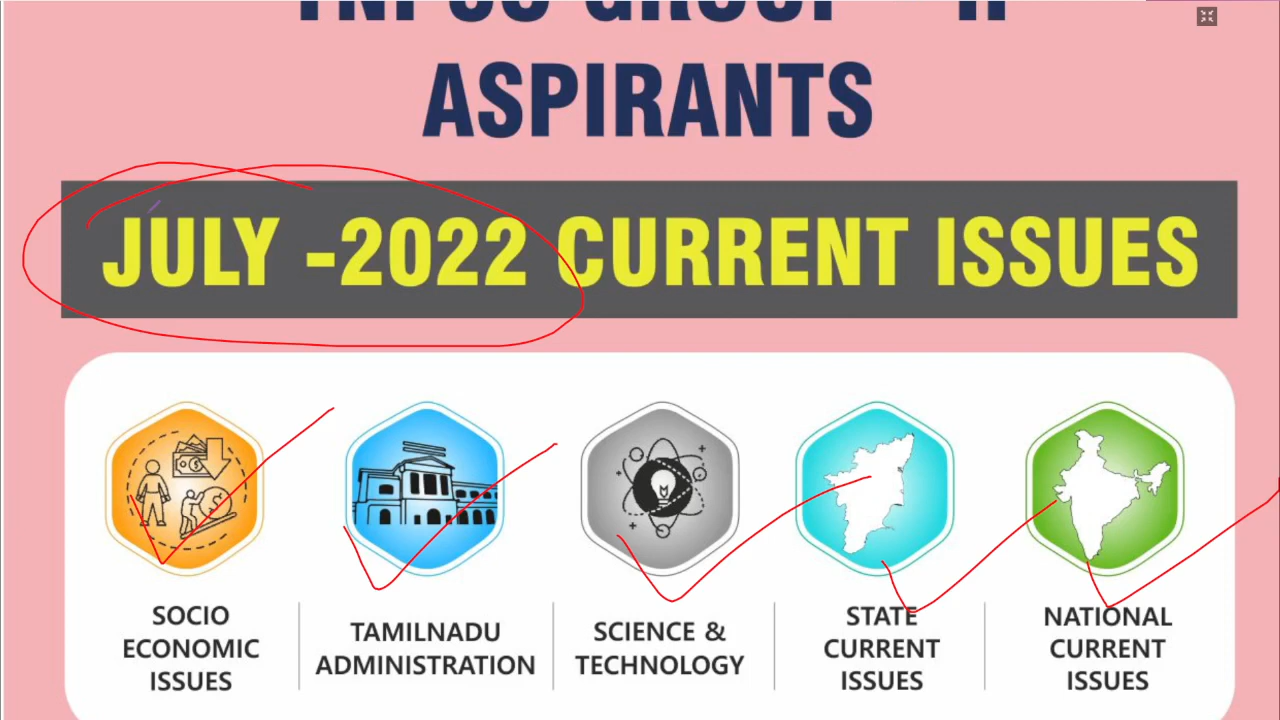 ASPIRANTS
JULY -2022 CURRENT ISSUES
SOCIO
ECONOMIC
ISSUES
TAMILNADU
ADMINISTRATION
SCIENCE &
TECHNOLOGY
STATE
CURRENT
ISSUES
NATIONAL
CURRENT
ISSUES